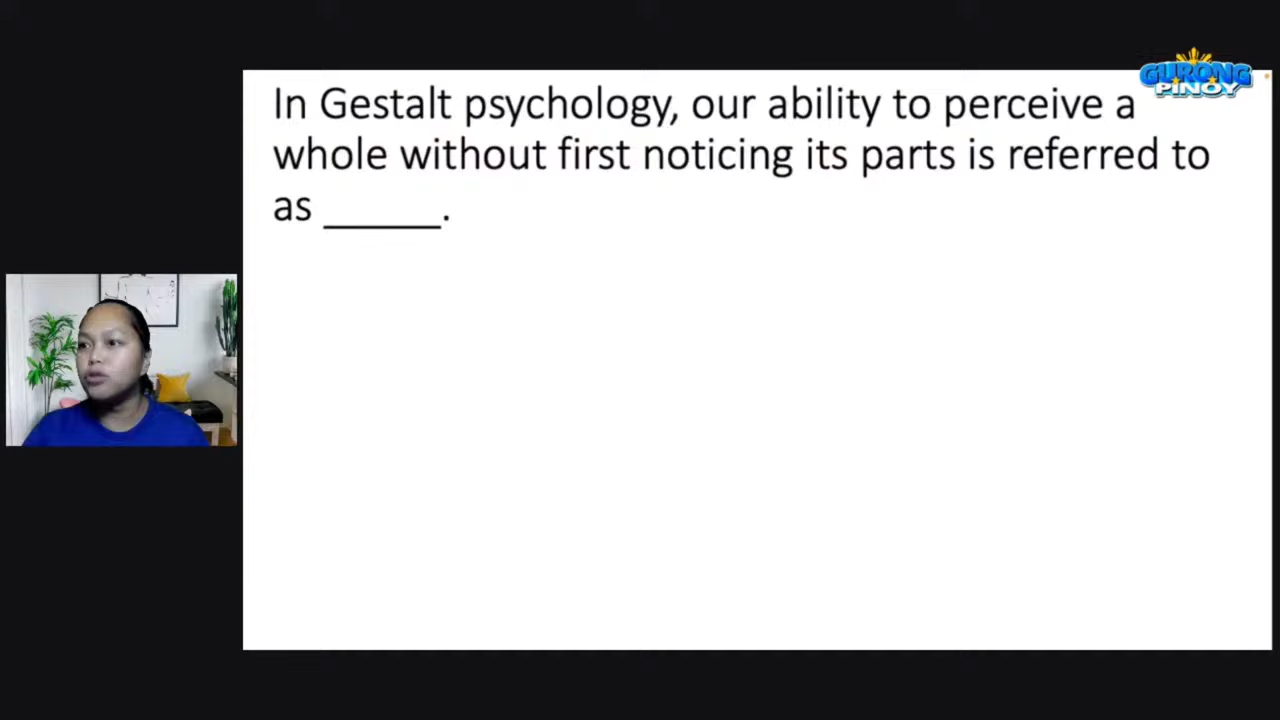 GURONG
PINOY
In Gestalt psychology, our ability to perceive a
whole without first noticing its parts is referred to
as ______.